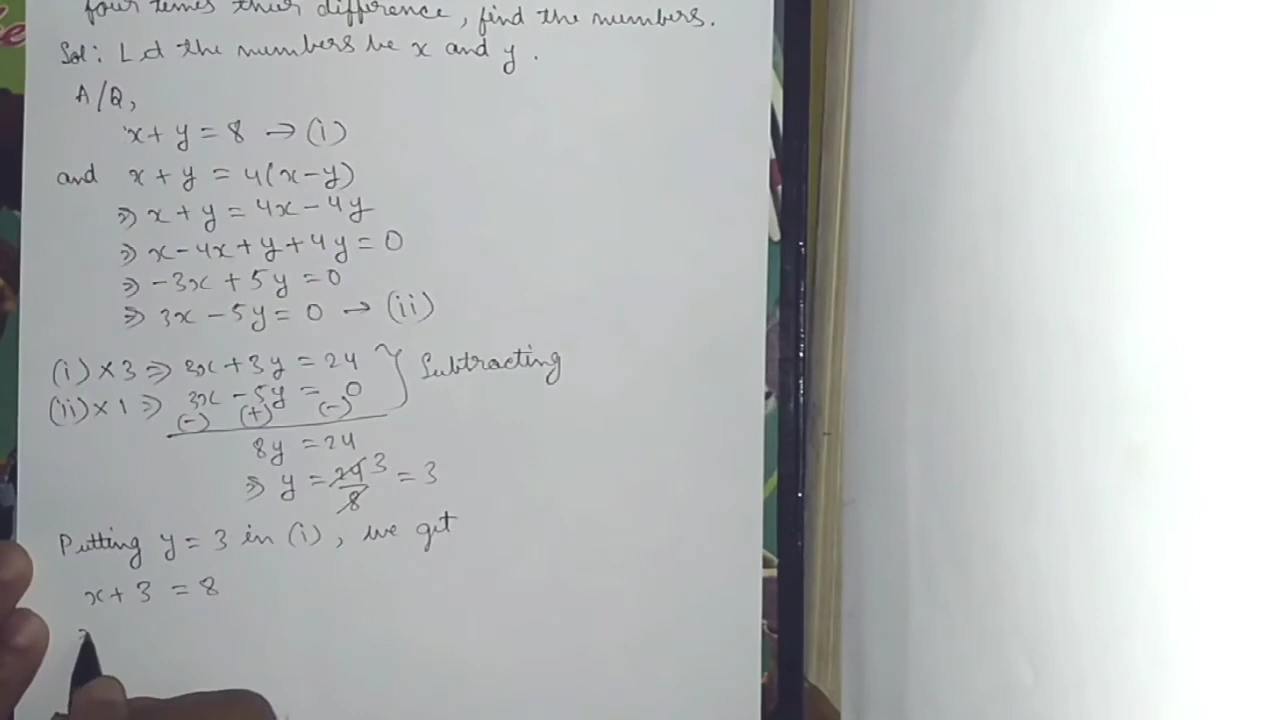 four times their difference, find the numbers.
Sol: Let the numbers be x and y.
A/Q,
x + y = 8 → (i)
and x + y = 4(x - y)
⇒ x + y = 4x - 4y
⇒ x - 4x + y + 4y = 0
⇒ -3x + 5y = 0
⇒ 3x - 5y = 0 → (ii)
(i) × 3 ⇒ 3x + 3y = 24 } Subtracting
(ii) × 1 ⇒ 3x - 5y = 0
(-) (+) (-)
8y = 24
⇒ y = 24/8 3 = 3
Putting y = 3 in (i), we get
x + 3 = 8